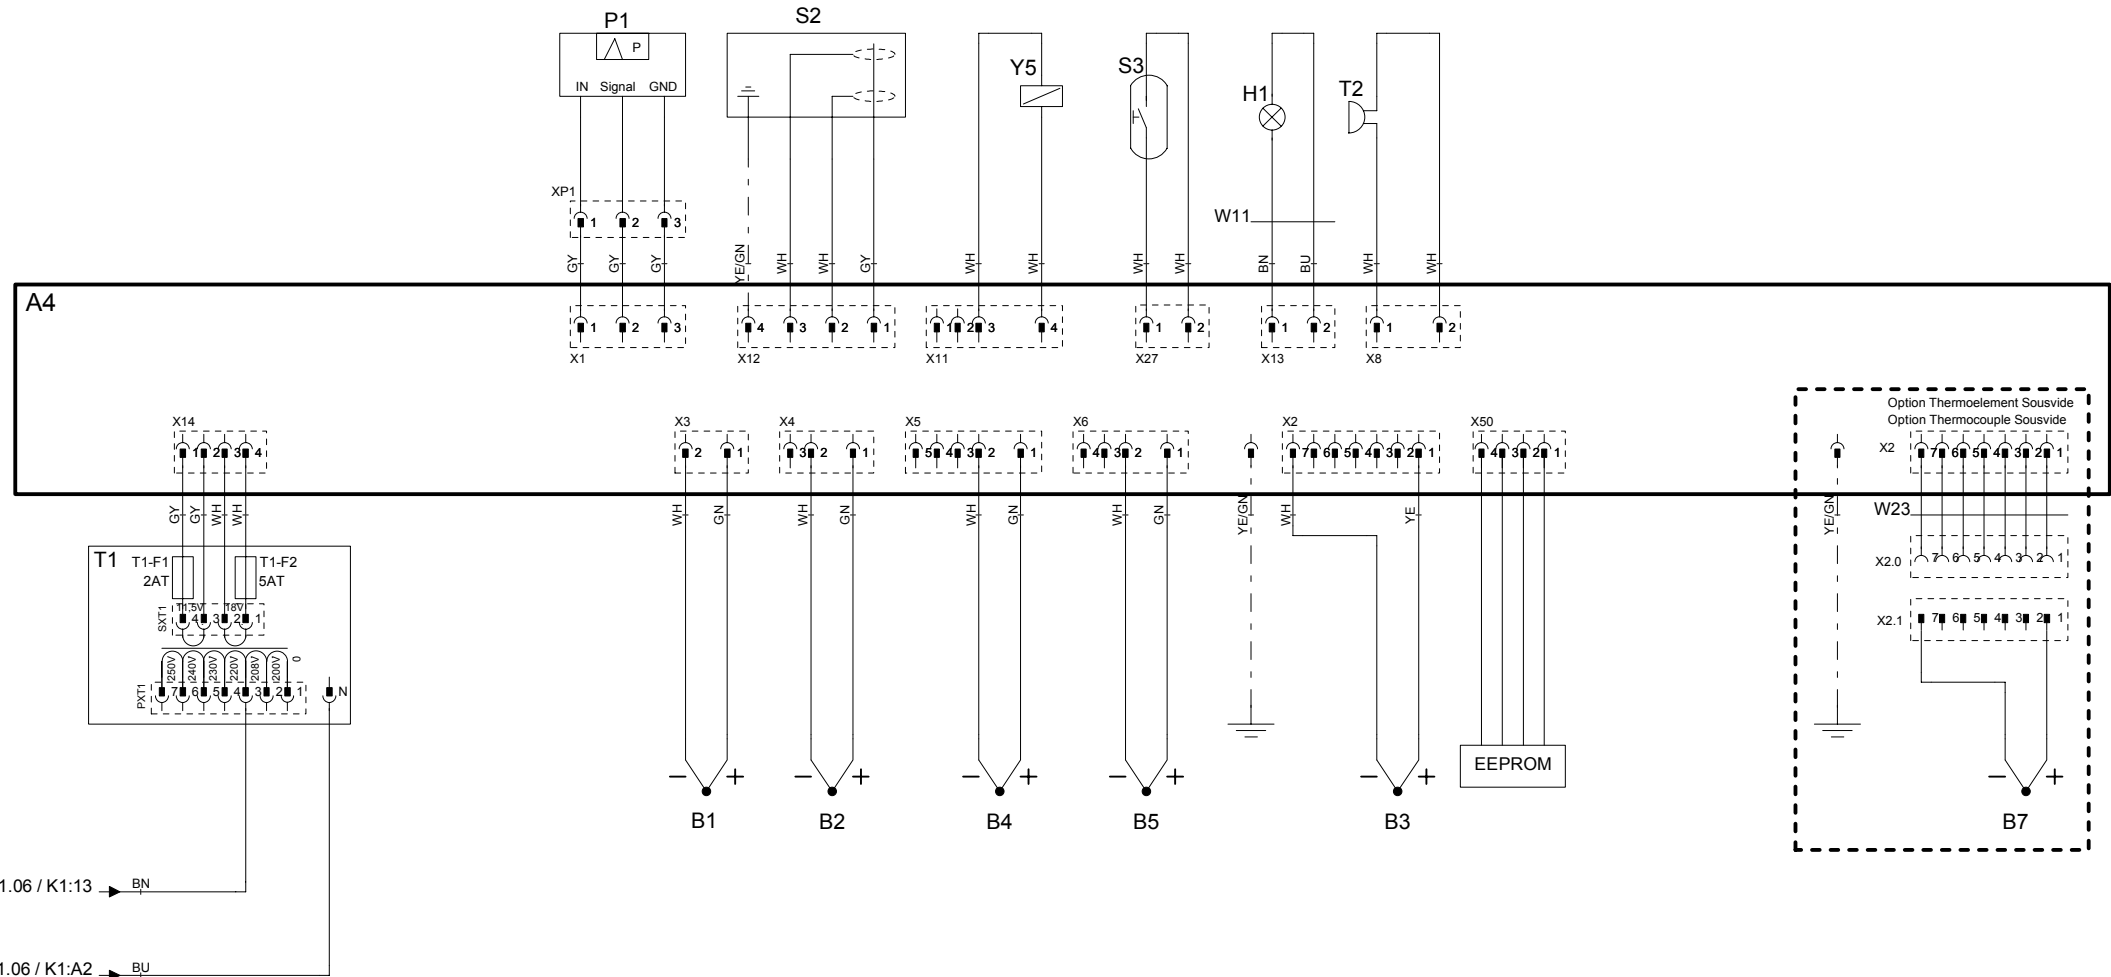 P1
S2
P
IN Signal GND
Y5
S3
H1
T2
XP1
1 2 3
W11
GY GY GY YE/GN WH WH GY WH WH WH WH BN BU WH WH
A4
1 2 3 4 3 2 1 1 2 3 4 1 2 1 2 1 2
X1 X12 X11 X27 X13 X8
Option Thermoelement Sousvide
Option Thermocouple Sousvide
X14 X3 X4 X5 X6 X2 X50 X2
1 2 3 4 2 1 3 2 1 5 4 3 2 1 4 3 2 1 7 6 5 4 3 2 1 4 3 2 1 7 6 5 4 3 2 1
GY GY WH WH WH GN WH GN WH GN WH GN YE/GN WH YE YE/GN
W23
T1
T1-F1
2AT
T1-F2
5AT
X2.0
7 6 5 4 3 2 1
SXT1
11,5V 18V
4 3 2 1
X2.1
7 6 5 4 3 2 1
250V 240V 230V 220V 208V 200V 0
PXT1
7 6 5 4 3 2 1 N
EEPROM
− + − + − + − + − + − +
B1 B2 B4 B5 B3 B7
1.06 / K1:13 BN
1.06 / K1:A2 BU